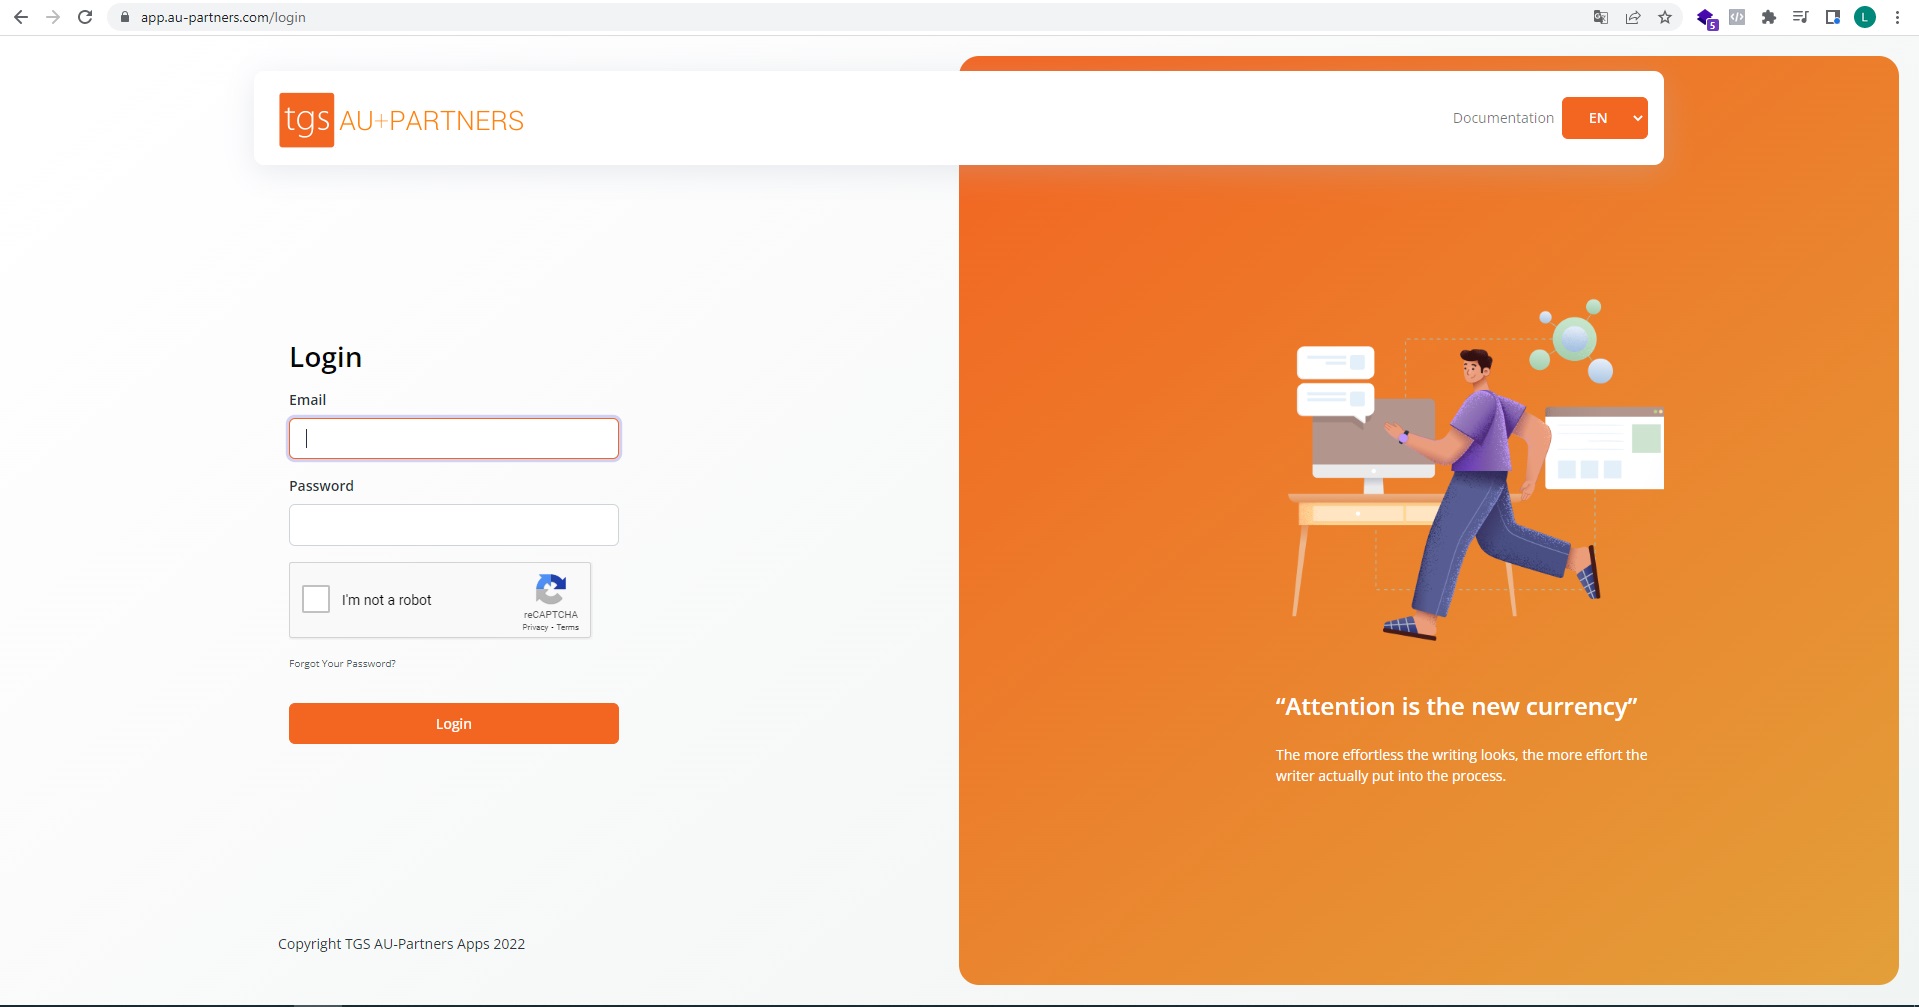 app.au-partners.com/login
5
L
tgs AU+PARTNERS
Documentation
EN
Login
Email
Password
I'm not a robot
reCAPTCHA
Privacy - Terms
Forgot Your Password?
Login
“Attention is the new currency”
The more effortless the writing looks, the more effort the
writer actually put into the process.
Copyright TGS AU-Partners Apps 2022